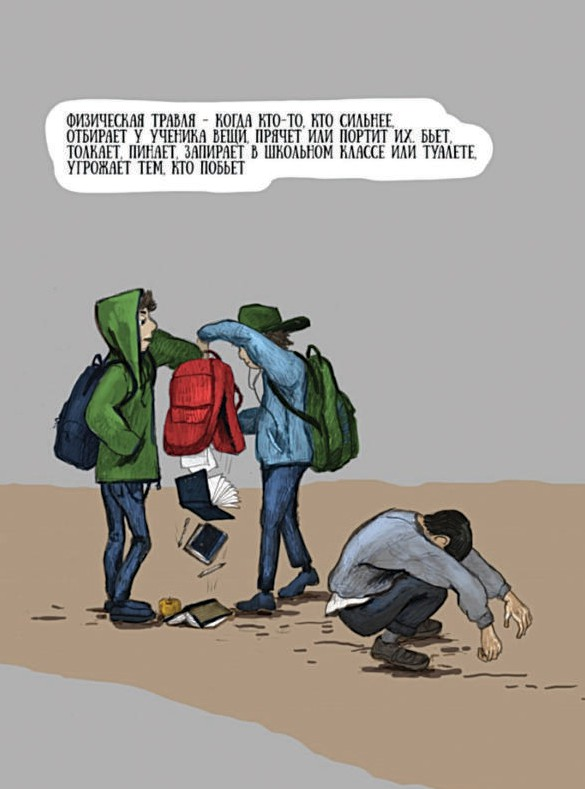 ФИЗИЧЕСКАЯ ТРАВЛЯ - КОГДА КТО-ТО, КТО СИЛЬНЕЕ,
ОТБИРАЕТ У УЧЕНИКА ВЕЩИ, ПРЯЧЕТ ИЛИ ПОРТИТ ИХ. БЬЕТ,
ТОЛКАЕТ, ПИНАЕТ, ЗАПИРАЕТ В ШКОЛЬНОМ КЛАССЕ ИЛИ ТУАЛЕТЕ,
УГРОЖАЕТ ТЕМ, КТО ПОБЬЕТ